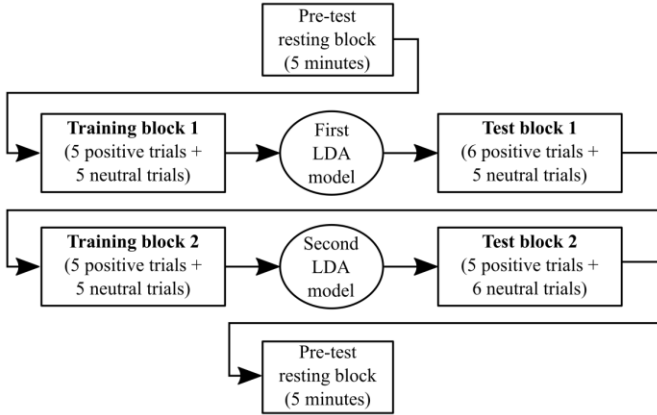 Pre-test
resting block
(5 minutes)
Training block 1
(5 positive trials +
5 neutral trials)
First
LDA
model
Test block 1
(6 positive trials +
5 neutral trials)
Training block 2
(5 positive trials +
5 neutral trials)
Second
LDA
model
Test block 2
(5 positive trials +
6 neutral trials)
Pre-test
resting block
(5 minutes)